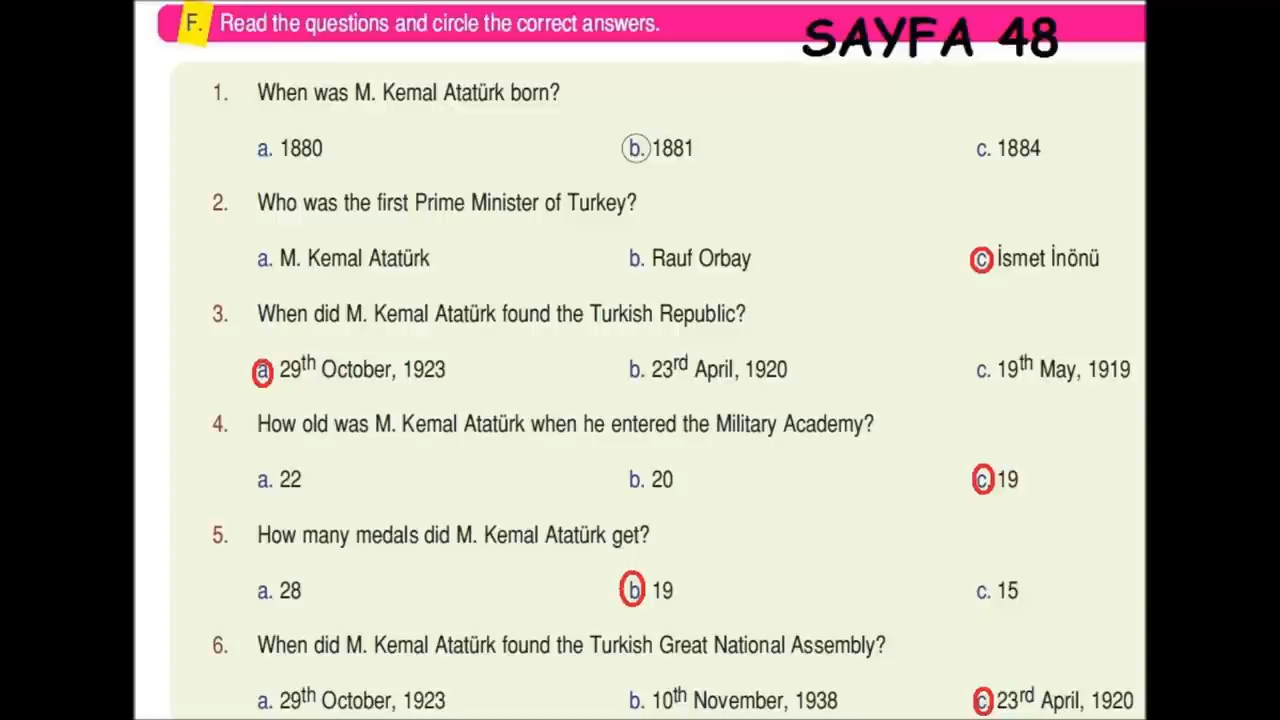 F. Read the questions and circle the correct answers.
SAYFA 48
1. When was M. Kemal Atatürk born?
a. 1880 b. 1881 c. 1884
2. Who was the first Prime Minister of Turkey?
a. M. Kemal Atatürk b. Rauf Orbay c. İsmet İnönü
3. When did M. Kemal Atatürk found the Turkish Republic?
a. 29th October, 1923 b. 23rd April, 1920 c. 19th May, 1919
4. How old was M. Kemal Atatürk when he entered the Military Academy?
a. 22 b. 20 c. 19
5. How many medals did M. Kemal Atatürk get?
a. 28 b. 19 c. 15
6. When did M. Kemal Atatürk found the Turkish Great National Assembly?
a. 29th October, 1923 b. 10th November, 1938 c. 23rd April, 1920